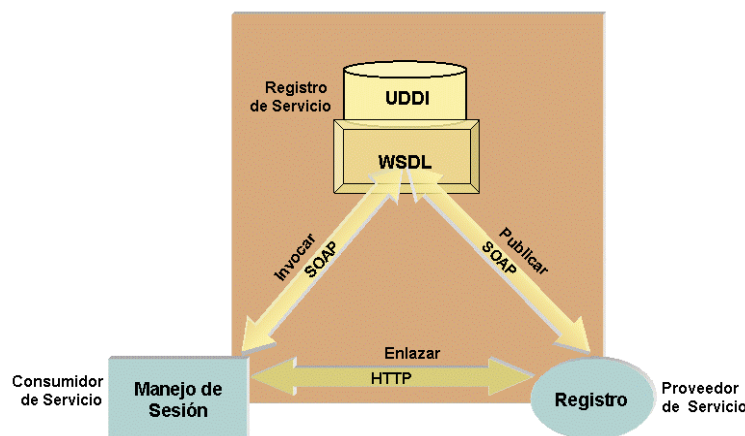 Registro
de Servicio
UDDI
WSDL
Invocar
SOAP
Publicar
SOAP
Enlazar
HTTP
Consumidor
de Servicio
Manejo de
Sesión
Registro
Proveedor
de Servicio